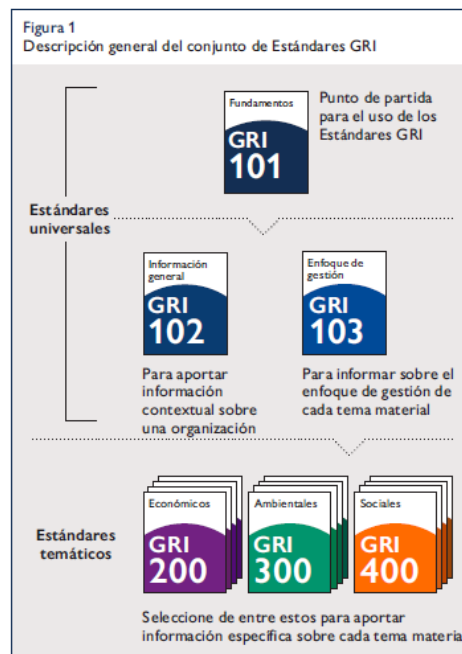 Figura 1
Descripción general del conjunto de Estándares GRI
Fundamentos
GRI
101
Punto de partida
para el uso de los
Estándares GRI
Estándares
universales
Información
general
GRI
102
Enfoque de
gestión
GRI
103
Para aportar
información
contextual sobre
una organización
Para informar sobre el
enfoque de gestión de
cada tema material
Estándares
temáticos
Económicos
GRI
200
Ambientales
GRI
300
Sociales
GRI
400
Seleccione de entre estos para aportar
información específica sobre cada tema materia